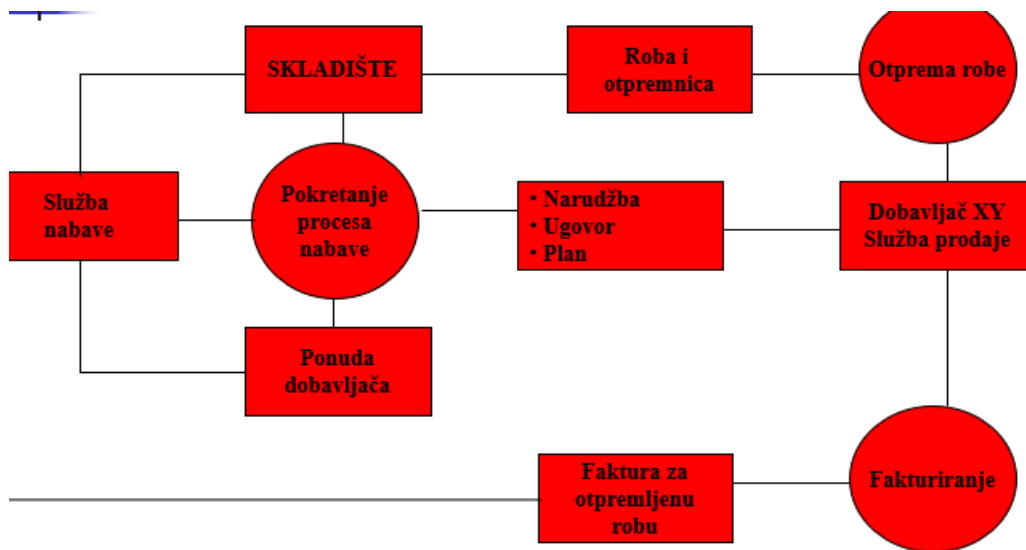 SKLADIŠTE
Roba i
otpremnica
Otprema robe
Služba
nabave
Pokretanje
procesa
nabave
• Narudžba
• Ugovor
• Plan
Dobavljač XY
Služba prodaje
Ponuda
dobavljača
Faktura za
otpremljenu
robu
Fakturiranje